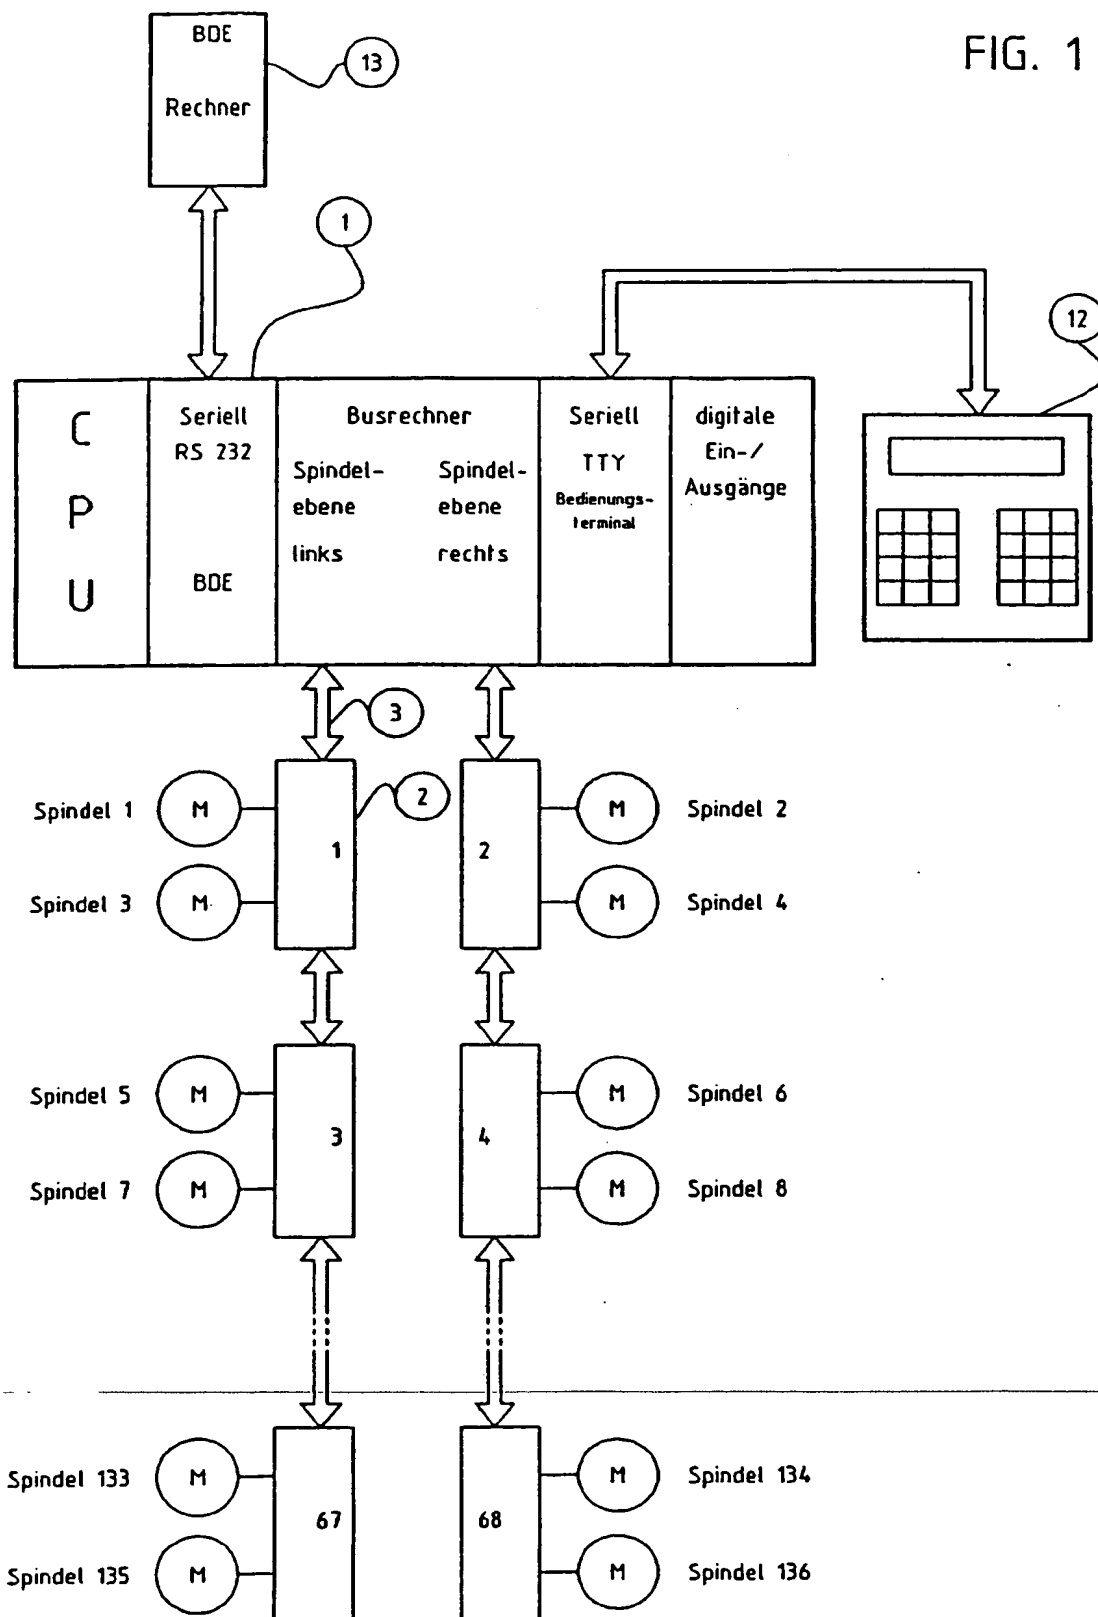 FIG. 1
BDE
Rechner
13
1
12
C
P
U
Seriell
RS 232
BDE
Busrechner
Spindel-
ebene
links
Spindel-
ebene
rechts
Seriell
TTY
Bedienungs-
terminal
digitale
Ein-/
Ausgänge
3
2
Spindel 1 M 1 2 M Spindel 2
Spindel 3 M M Spindel 4
Spindel 5 M 3 4 M Spindel 6
Spindel 7 M M Spindel 8
Spindel 133 M 67 68 M Spindel 134
Spindel 135 M M Spindel 136